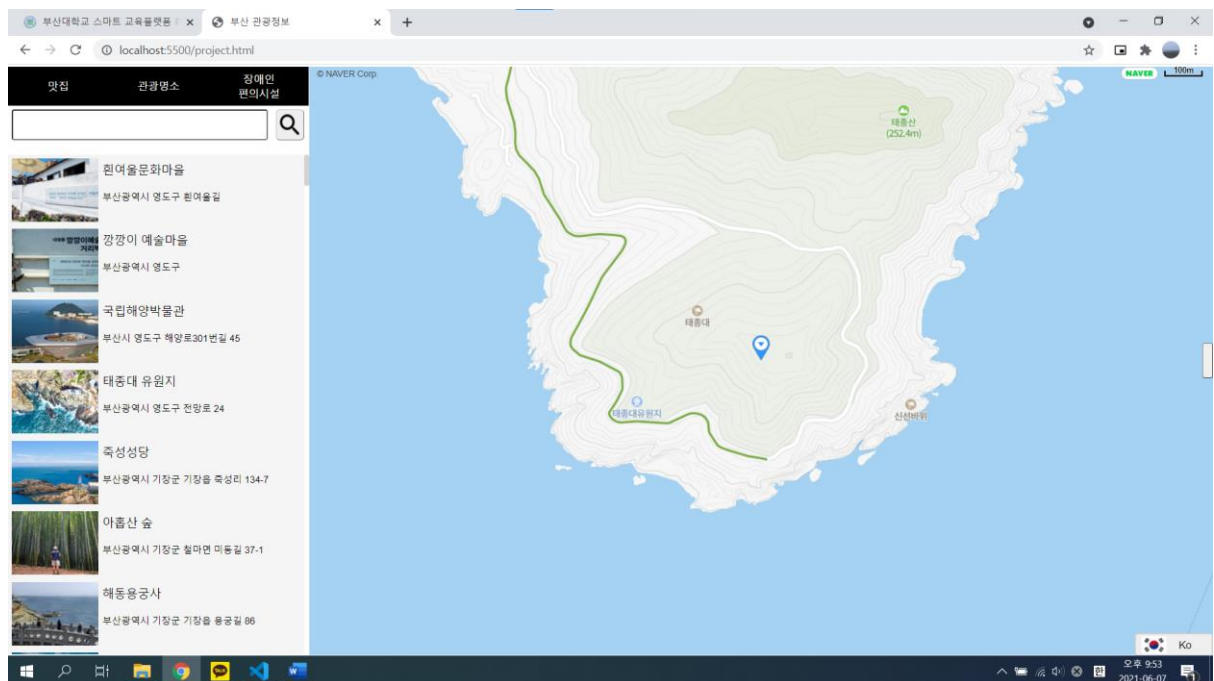 부산대학교 스마트 교육플랫폼
부산 관광정보
localhost:5500/project.html
맛집
관광명소
장애인
편의시설
© NAVER Corp.
NAVER
100m
태종산
(252.4m)
흰여울문화마을
부산광역시 영도구 흰여울길
깡깡이 예술마을
부산광역시 영도구
국립해양박물관
부산시 영도구 해양로301번길 45
태종대
태종대 유원지
부산광역시 영도구 전망로 24
태종대유원지
신선바위
죽성성당
부산광역시 기장군 기장읍 죽성리 134-7
아홉산 숲
부산광역시 기장군 철마면 미동길 37-1
해동용궁사
부산광역시 기장군 기장읍 용궁길 86
Ko
한
오후 9:53
2021-06-07